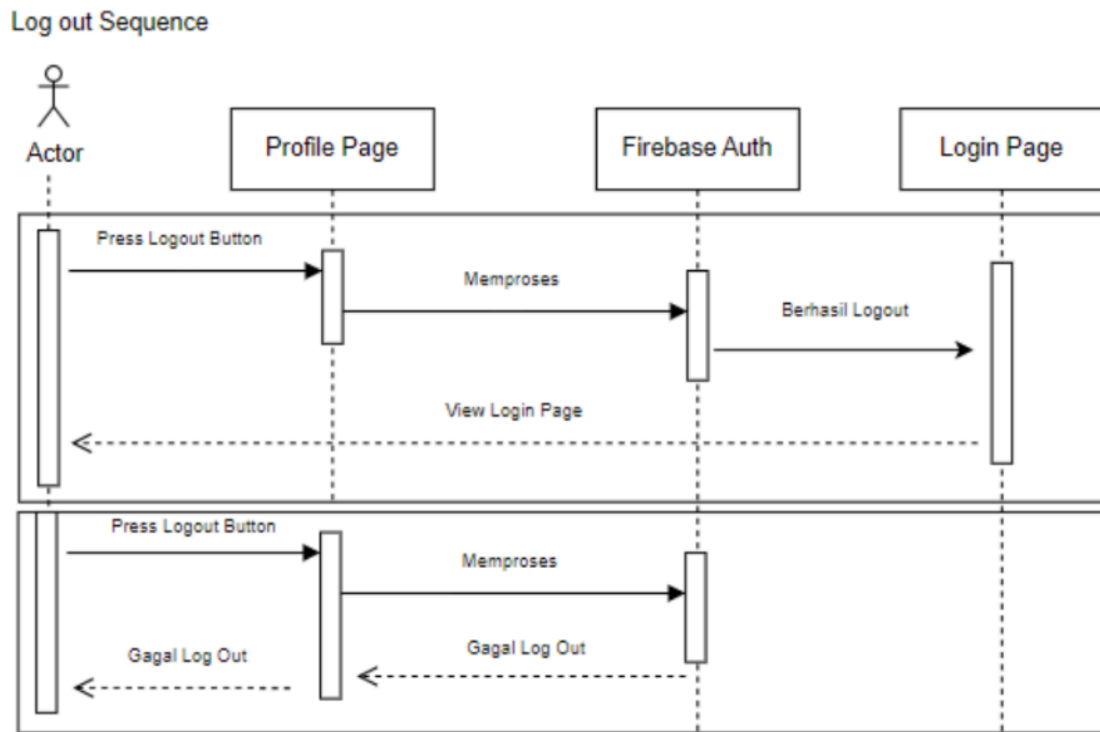 Log out Sequence
Actor
Profile Page
Firebase Auth
Login Page
Press Logout Button
Memproses
Berhasil Logout
View Login Page
Press Logout Button
Memproses
Gagal Log Out
Gagal Log Out